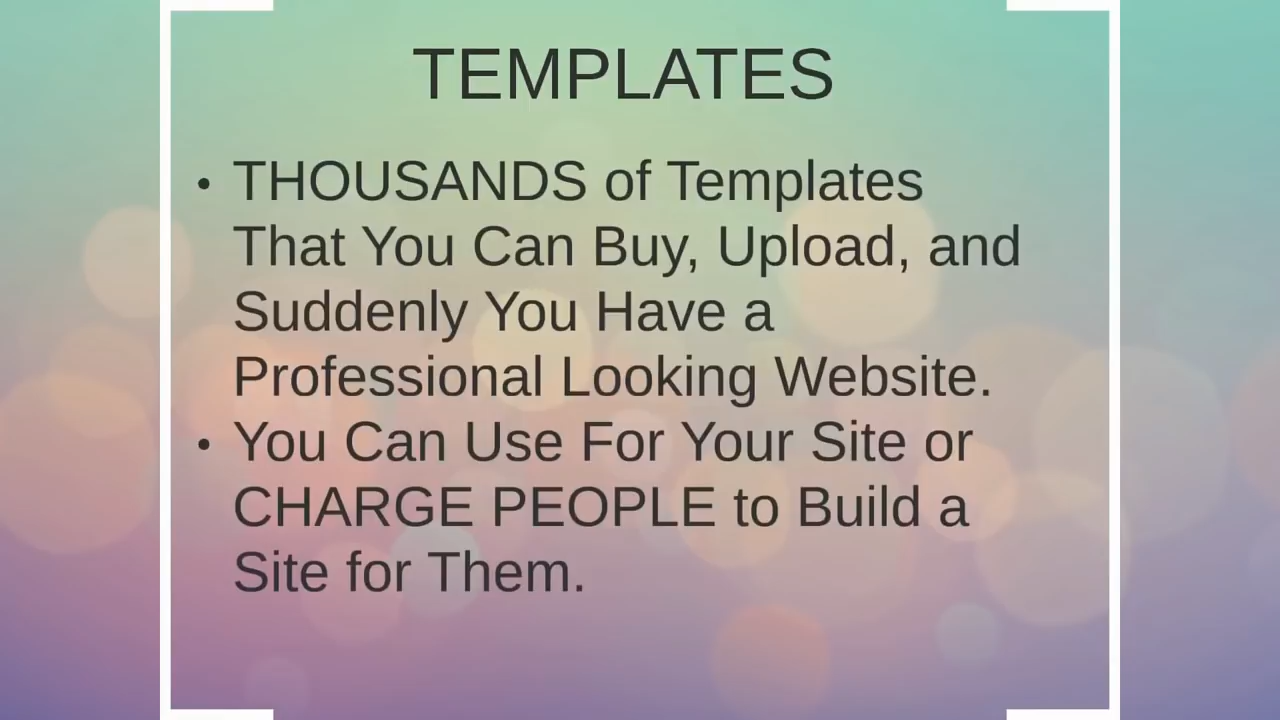 TEMPLATES
• THOUSANDS of Templates
That You Can Buy, Upload, and
Suddenly You Have a
Professional Looking Website.
• You Can Use For Your Site or
CHARGE PEOPLE to Build a
Site for Them.